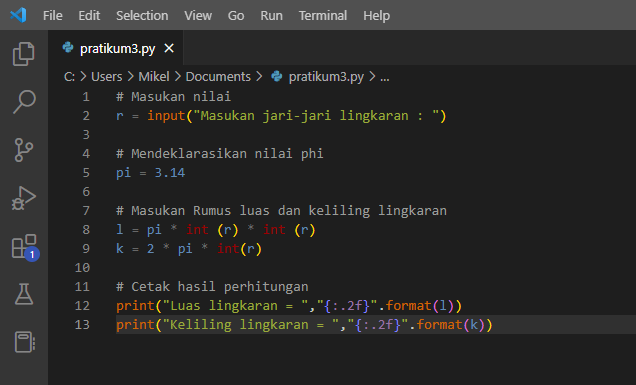 File Edit Selection View Go Run Terminal Help
pratikum3.py
C: > Users > Mikel > Documents > pratikum3.py > ...
1 # Masukan nilai
2 r = input("Masukan jari-jari lingkaran : ")
3
4 # Mendeklarasikan nilai phi
5 pi = 3.14
6
7 # Masukan Rumus luas dan keliling lingkaran
8 l = pi * int (r) * int (r)
9 k = 2 * pi * int(r)
10
11 # Cetak hasil perhitungan
12 print("Luas lingkaran = ","{:.2f}".format(l))
13 print("Keliling lingkaran = ","{:.2f}".format(k))
1